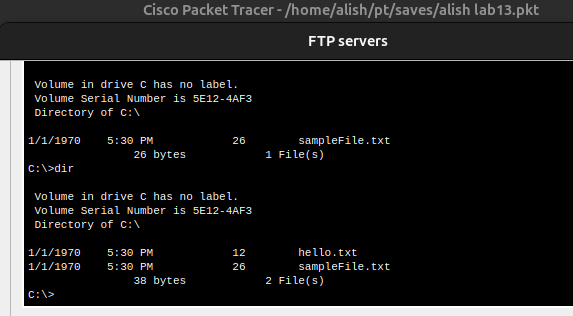 Cisco Packet Tracer - /home/alish/pt/saves/alish lab13.pkt
FTP servers
Volume in drive C has no label.
Volume Serial Number is 5E12-4AF3
Directory of C:\
1/1/1970 5:30 PM 26 sampleFile.txt
26 bytes 1 File(s)
C:\>dir
Volume in drive C has no label.
Volume Serial Number is 5E12-4AF3
Directory of C:\
1/1/1970 5:30 PM 12 hello.txt
1/1/1970 5:30 PM 26 sampleFile.txt
38 bytes 2 File(s)
C:\>